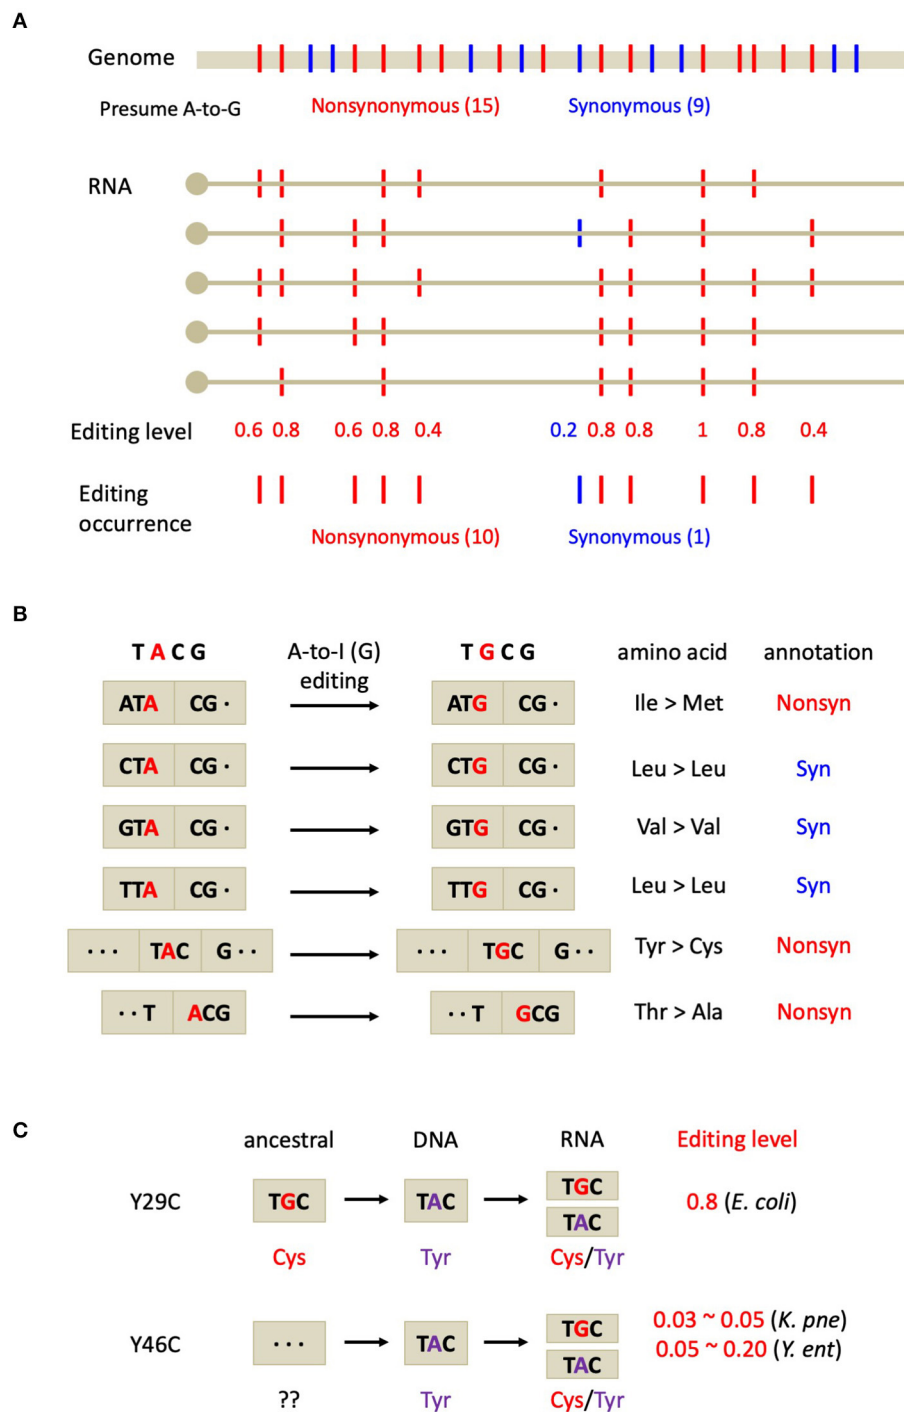 A
Genome
Presume A-to-G Nonsynonymous (15) Synonymous (9)
RNA
Editing level 0.6 0.8 0.6 0.8 0.4 0.2 0.8 0.8 1 0.8 0.4
Editing
occurrence
Nonsynonymous (10) Synonymous (1)
B
T A C G A-to-I (G) T G C G amino acid annotation
editing
ATA CG · ATG CG · Ile > Met Nonsyn
CTA CG · CTG CG · Leu > Leu Syn
GTA CG · GTG CG · Val > Val Syn
TTA CG · TTG CG · Leu > Leu Syn
· · · TAC G · · · · · TGC G · · Tyr > Cys Nonsyn
· · T ACG · · T GCG Thr > Ala Nonsyn
C
ancestral DNA RNA Editing level
Y29C TGC TAC TGC 0.8 (E. coli)
TAC
Cys Tyr Cys/Tyr
Y46C · · · TAC TGC 0.03 ~ 0.05 (K. pne)
TAC 0.05 ~ 0.20 (Y. ent)
?? Tyr Cys/Tyr